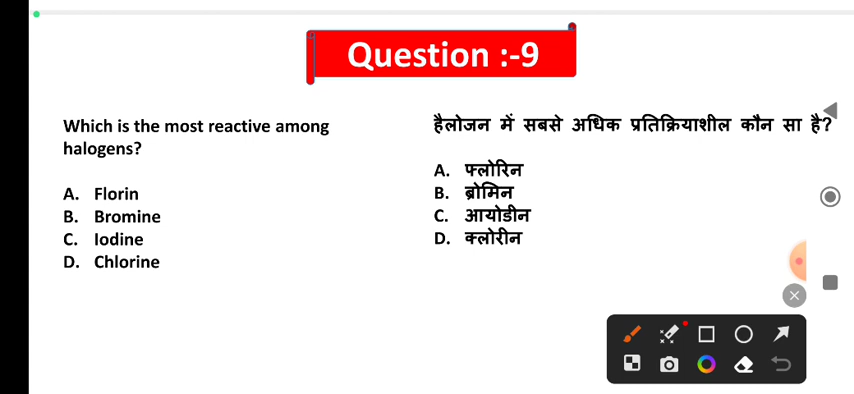 Question :-9
Which is the most reactive among
halogens?
A. Florin
B. Bromine
C. Iodine
D. Chlorine
हैलोजन में सबसे अधिक प्रतिक्रियाशील कौन सा है?
A. फ्लोरिन
B. ब्रोमिन
C. आयोडीन
D. क्लोरीन